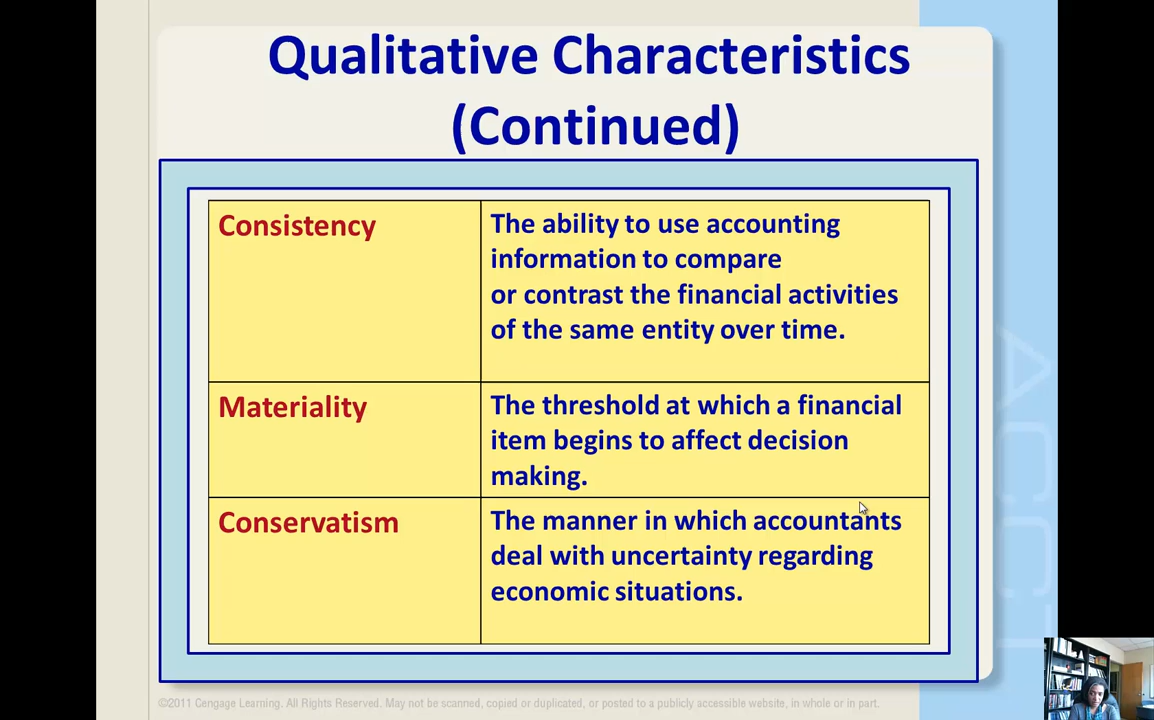 Qualitative Characteristics
(Continued)
Consistency
The ability to use accounting
information to compare
or contrast the financial activities
of the same entity over time.
Materiality
The threshold at which a financial
item begins to affect decision
making.
Conservatism
The manner in which accountants
deal with uncertainty regarding
economic situations.
ACCT
©2011 Cengage Learning. All Rights Reserved. May not be scanned, copied or duplicated, or posted to a publicly accessible website, in whole or in part.